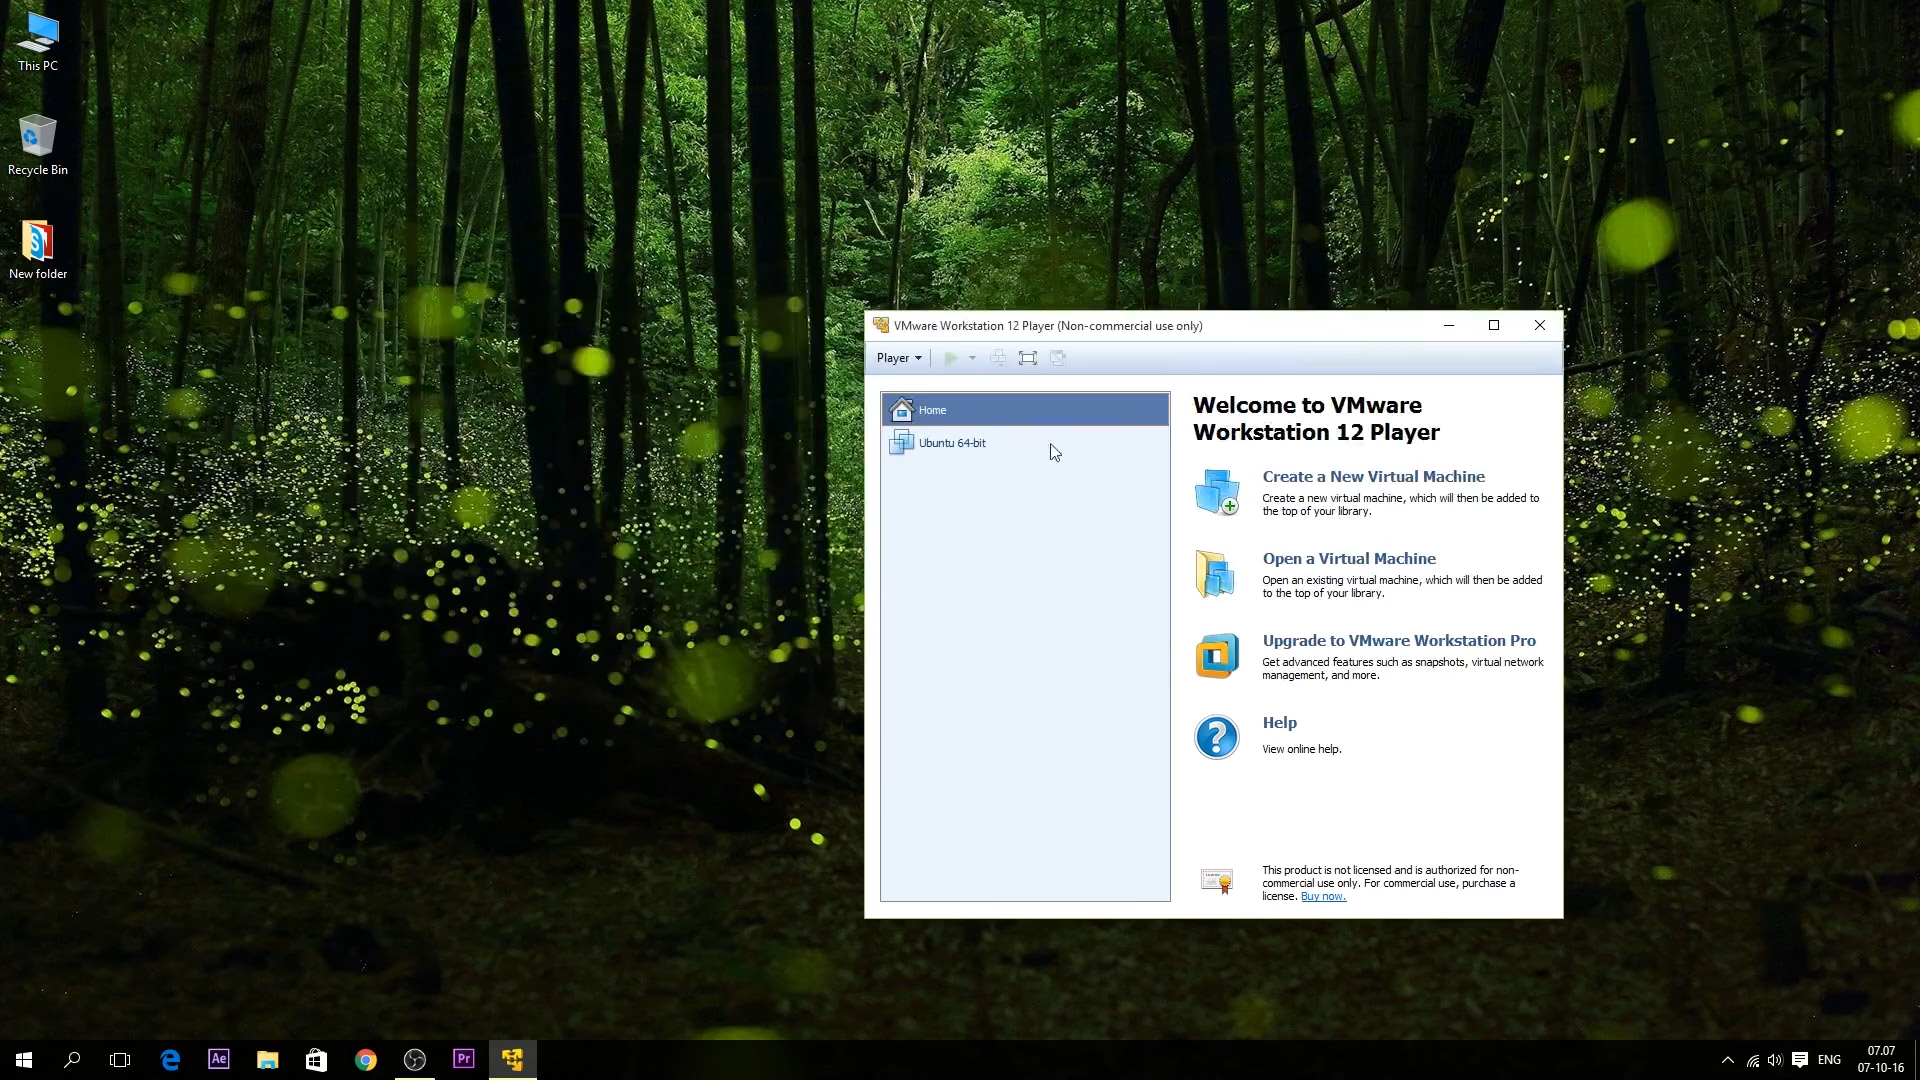 This PC
Recycle Bin
New folder
VMware Workstation 12 Player (Non-commercial use only)
Player
Home
Ubuntu 64-bit
Welcome to VMware
Workstation 12 Player
Create a New Virtual Machine
Create a new virtual machine, which will then be added to
the top of your library.
Open a Virtual Machine
Open an existing virtual machine, which will then be added
to the top of your library.
Upgrade to VMware Workstation Pro
Get advanced features such as snapshots, virtual network
management, and more.
Help
View online help.
This product is not licensed and is authorized for non-
commercial use only. For commercial use, purchase a
license. Buy now.
Ae
Pr
ENG
07.07
07-10-16